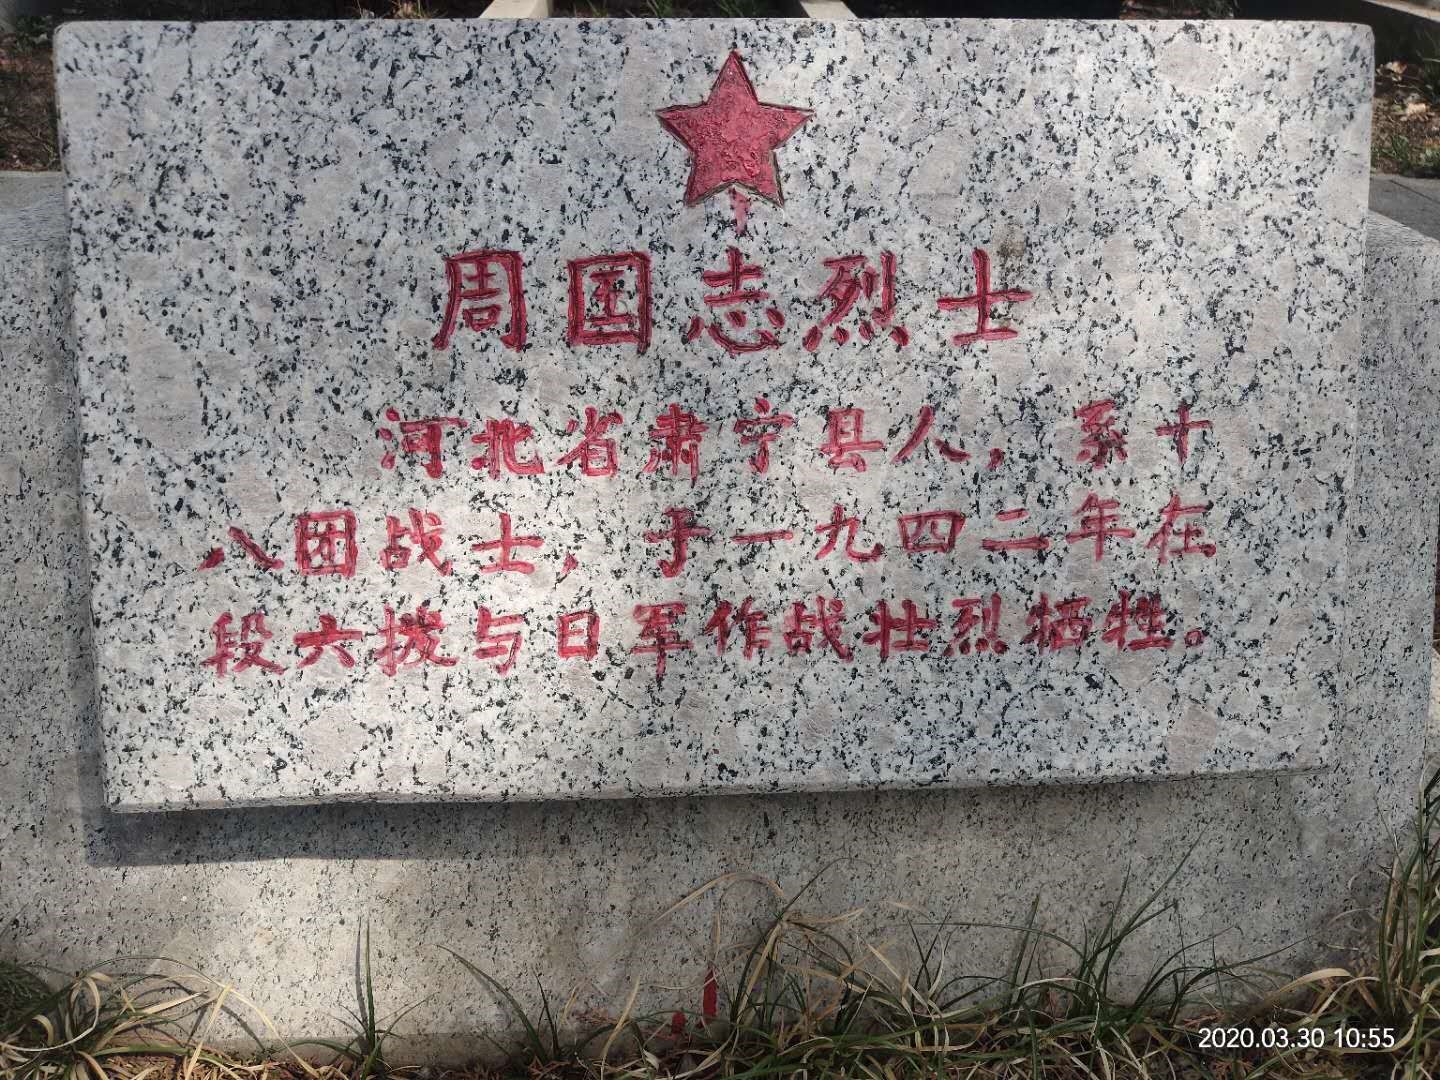 周国志烈士
河北省肃宁县人，系十
八团战士，于一九四二年在
段六拨与日军作战壮烈牺牲。
2020.03.30 10:55